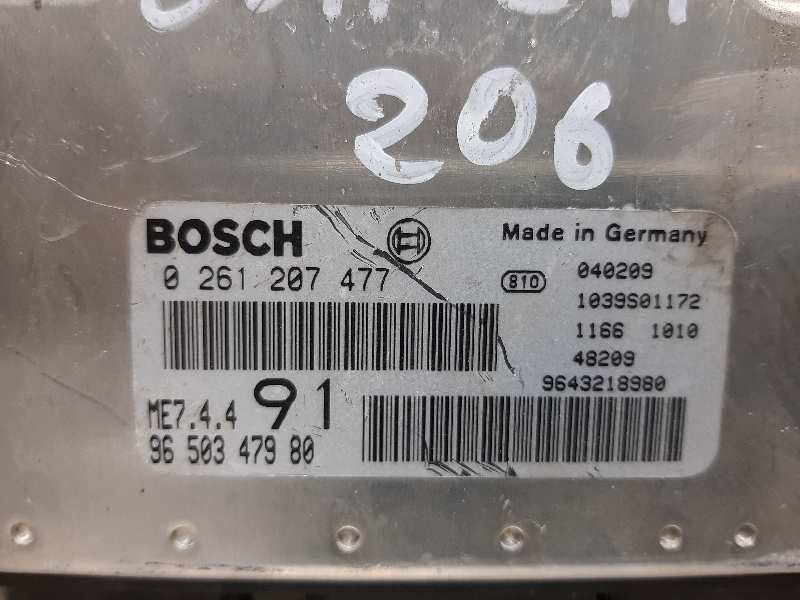 206
BOSCH
Made in Germany
0 261 207 477
810
040209
1039S01172
1166 1010
48209
9643218980
ME7.4.4 91
96 503 479 80